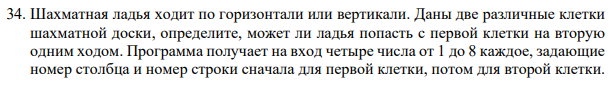 34. Шахматная ладья ходит по горизонтали или вертикали. Даны две различные клетки
шахматной доски, определите, может ли ладья попасть с первой клетки на вторую
одним ходом. Программа получает на вход четыре числа от 1 до 8 каждое, задающие
номер столбца и номер строки сначала для первой клетки, потом для второй клетки.